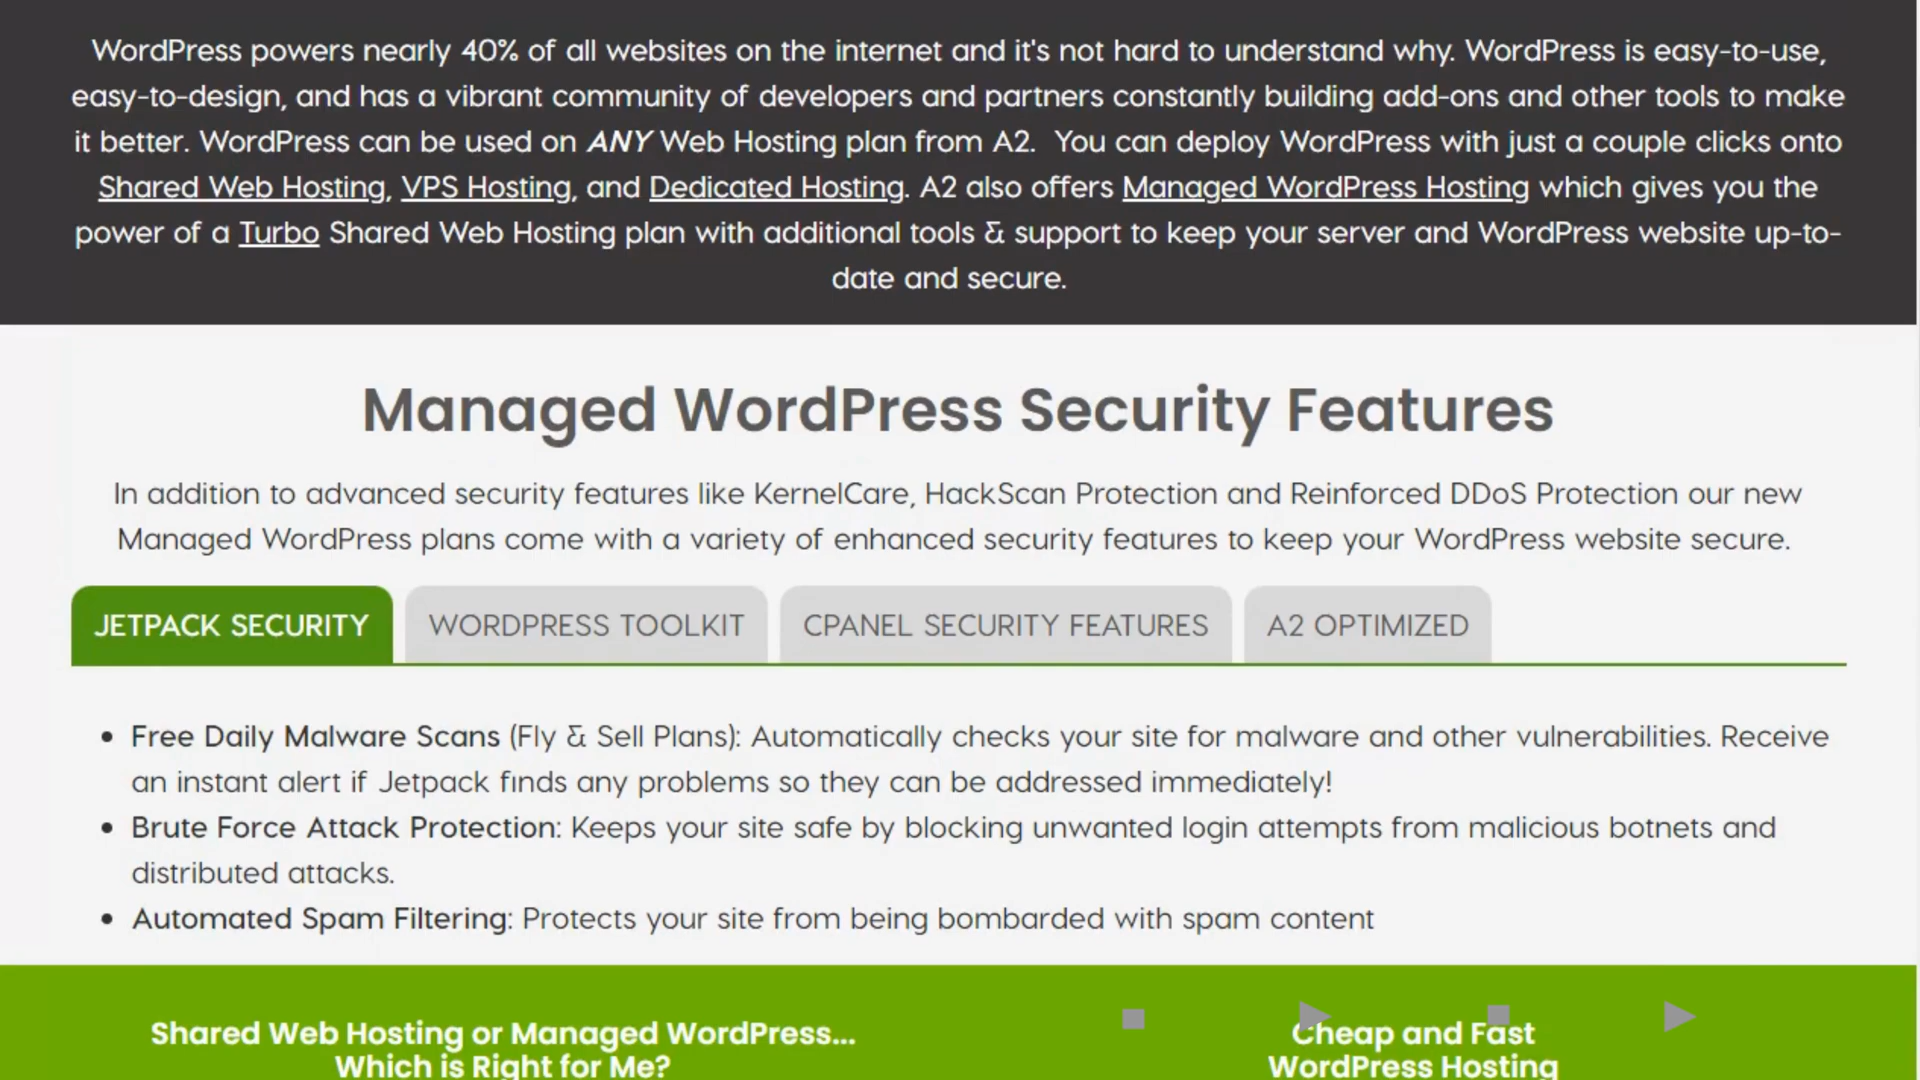 WordPress powers nearly 40% of all websites on the internet and it's not hard to understand why. WordPress is easy-to-use,
easy-to-design, and has a vibrant community of developers and partners constantly building add-ons and other tools to make
it better. WordPress can be used on ANY Web Hosting plan from A2.  You can deploy WordPress with just a couple clicks onto
Shared Web Hosting, VPS Hosting, and Dedicated Hosting. A2 also offers Managed WordPress Hosting which gives you the
power of a Turbo Shared Web Hosting plan with additional tools & support to keep your server and WordPress website up-to-
date and secure.
Managed WordPress Security Features
In addition to advanced security features like KernelCare, HackScan Protection and Reinforced DDoS Protection our new
Managed WordPress plans come with a variety of enhanced security features to keep your WordPress website secure.
JETPACK SECURITY
WORDPRESS TOOLKIT
CPANEL SECURITY FEATURES
A2 OPTIMIZED
• Free Daily Malware Scans (Fly & Sell Plans): Automatically checks your site for malware and other vulnerabilities. Receive
an instant alert if Jetpack finds any problems so they can be addressed immediately!
• Brute Force Attack Protection: Keeps your site safe by blocking unwanted login attempts from malicious botnets and
distributed attacks.
• Automated Spam Filtering: Protects your site from being bombarded with spam content
Shared Web Hosting or Managed WordPress...
Which is Right for Me?
Cheap and Fast
WordPress Hosting